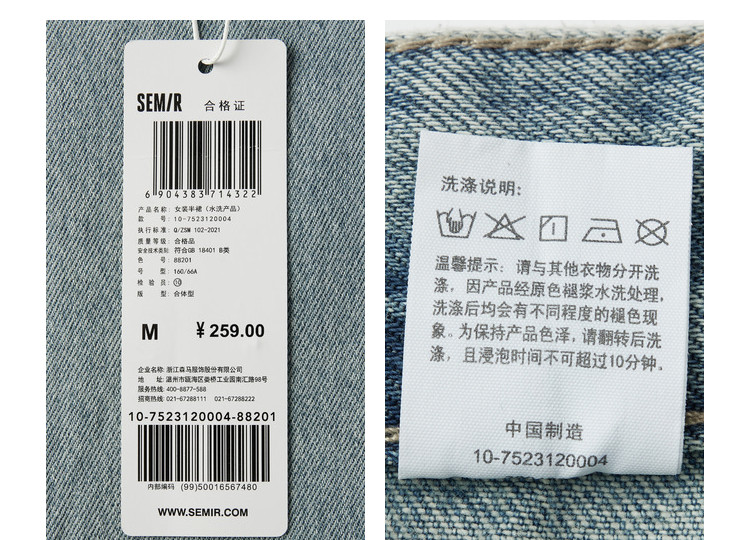 SEMIR 合格证
6 904383 714322
产品名称：女装半裙（水洗产品）
款　　号：10-7523120004
执行标准：Q/ZSM 102-2021
质量等级：合格品
安全技术类别：符合GB 18401 B类
色　　号：88201
号　　型：160/66A
检 验 员：⑩
版　　型：合体型
M ￥259.00
企业名称：浙江森马服饰股份有限公司
地　　址：温州市瓯海区娄桥工业园南汇路98号
服务热线：400-8877-588
招商热线：021-67288111　021-67288222
10-7523120004-88201
内部编码 (99)50016567480
WWW.SEMIR.COM
洗涤说明：
温馨提示：请与其他衣物分开洗
涤，因产品经原色褪浆水洗处理，
洗涤后均会有不同程度的褪色现
象。为保持产品色泽，请翻转后洗
涤，且浸泡时间不可超过10分钟。
中国制造
10-7523120004